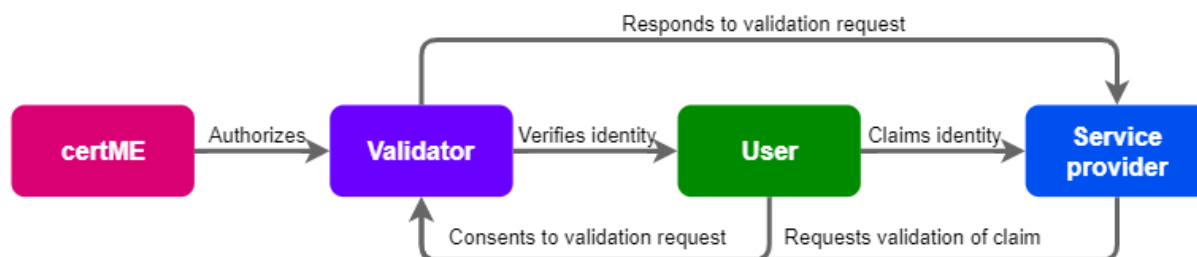 Responds to validation request
certME
Authorizes
Validator
Verifies identity
User
Claims identity
Service
provider
Consents to validation request
Requests validation of claim